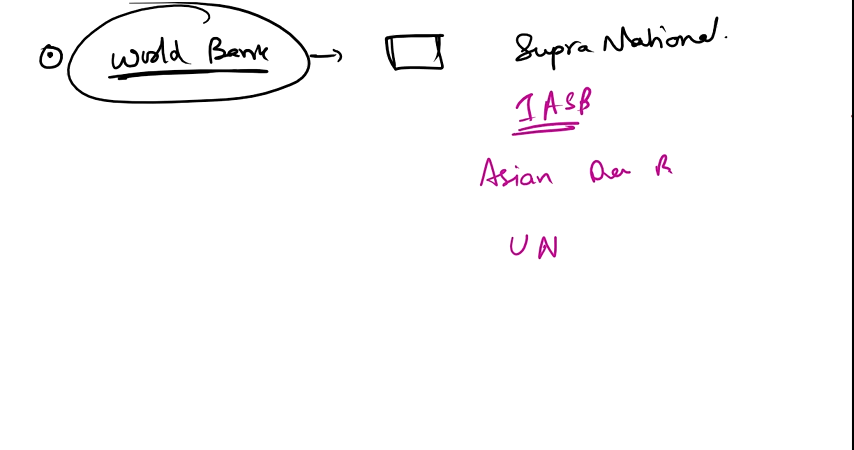 World Bank → Supra National.
IASB
Asian Dev B
UN